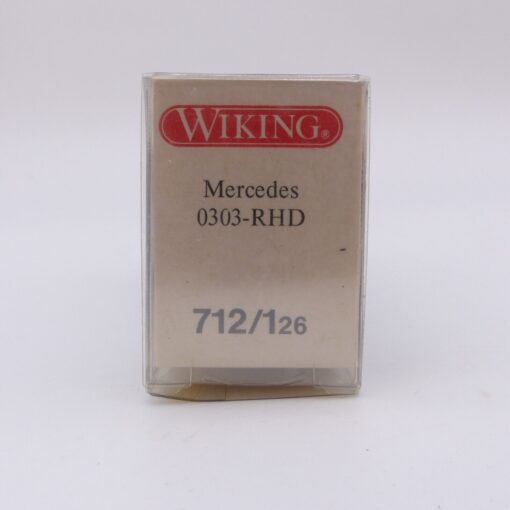 WIKING®
Mercedes
0303-RHD
712/126